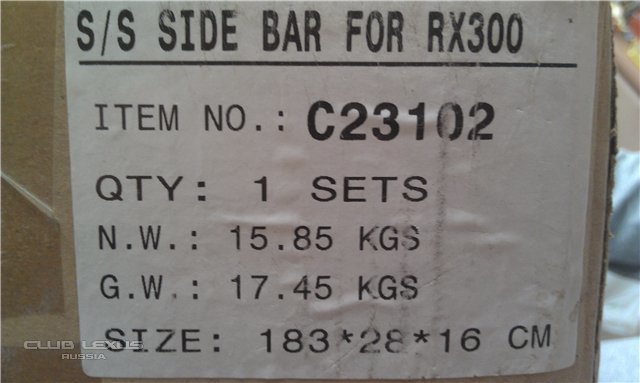 S/S SIDE BAR FOR RX300
ITEM NO.: C23102
QTY: 1 SETS
N.W.: 15.85 KGS
G.W.: 17.45 KGS
SIZE: 183*28*16 CM
CLUB LEXUS
RUSSIA